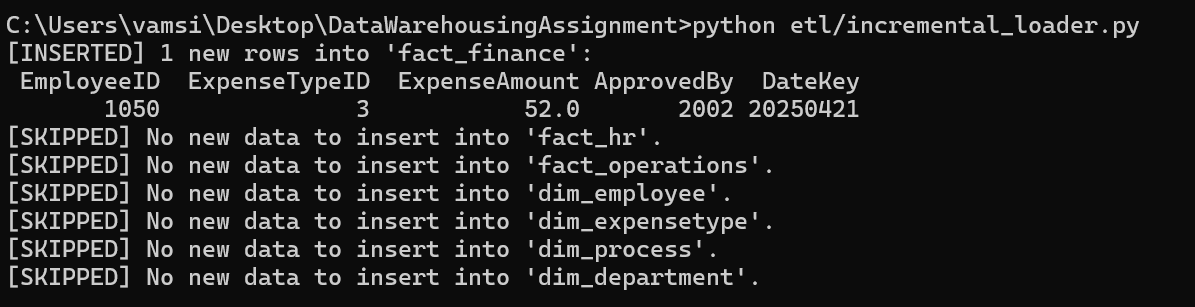 C:\Users\vamsi\Desktop\DataWarehousingAssignment>python etl/incremental_loader.py
[INSERTED] 1 new rows into 'fact_finance':
 EmployeeID  ExpenseTypeID  ExpenseAmount ApprovedBy  DateKey
       1050              3           52.0       2002 20250421
[SKIPPED] No new data to insert into 'fact_hr'.
[SKIPPED] No new data to insert into 'fact_operations'.
[SKIPPED] No new data to insert into 'dim_employee'.
[SKIPPED] No new data to insert into 'dim_expensetype'.
[SKIPPED] No new data to insert into 'dim_process'.
[SKIPPED] No new data to insert into 'dim_department'.